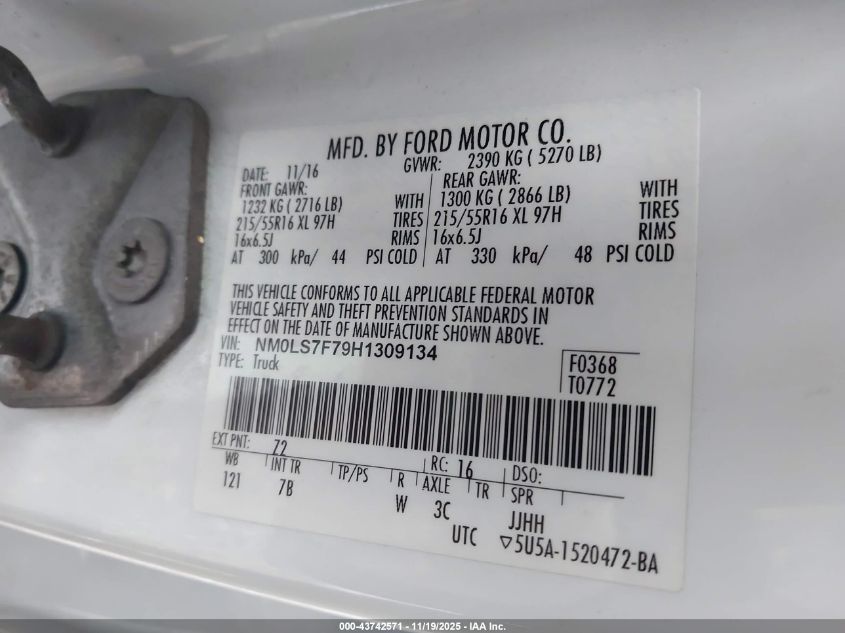 MFD. BY FORD MOTOR CO.
DATE: 11/16 GVWR: 2390 KG ( 5270 LB)
FRONT GAWR: REAR GAWR:
1232 KG ( 2716 LB) WITH 1300 KG ( 2866 LB) WITH
215/55R16 XL 97H TIRES 215/55R16 XL 97H TIRES
16x6.5J RIMS 16x6.5J RIMS
AT 300 kPa/ 44 PSI COLD AT 330 kPa/ 48 PSI COLD
THIS VEHICLE CONFORMS TO ALL APPLICABLE FEDERAL MOTOR
VEHICLE SAFETY AND THEFT PREVENTION STANDARDS IN
EFFECT ON THE DATE OF MANUFACTURE SHOWN ABOVE.
VIN: NM0LS7F79H1309134
TYPE: Truck
F0368
T0772
EXT PNT: Z2 RC: 16 DSO:
WB INT TR TP/PS R AXLE TR SPR
121 7B W 3C JJHH
UTC ▽5U5A-1520472-BA
000-43742571 - 11/19/2025 - IAA Inc.